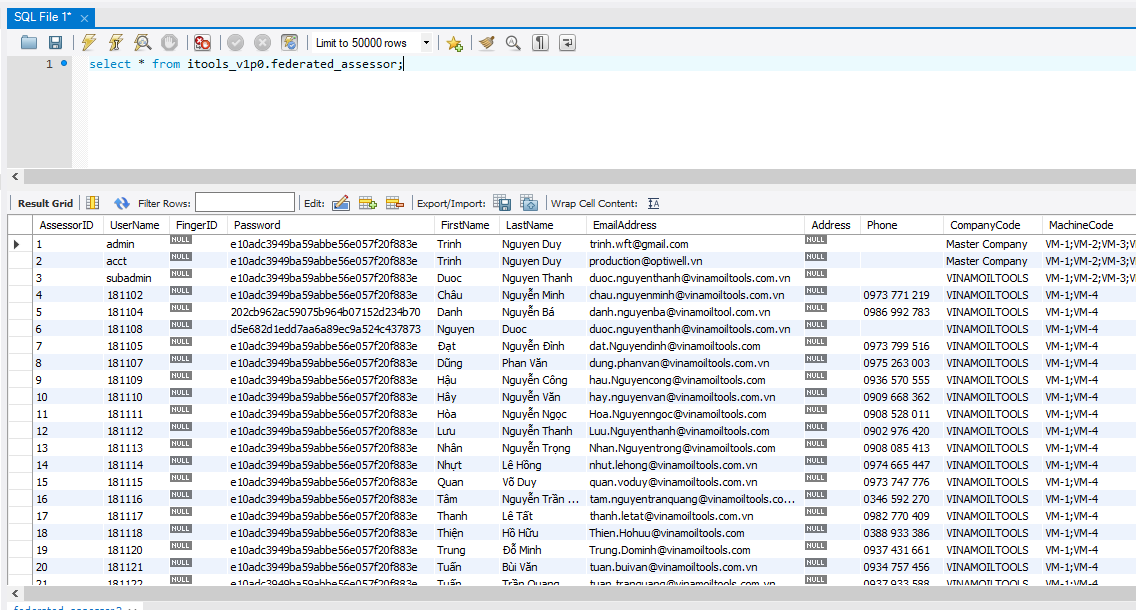 SQL File 1*
Limit to 50000 rows
1 select * from itools_v1p0.federated_assessor;
Result Grid Filter Rows: Edit: Export/Import: Wrap Cell Content: IA
AssessorID UserName FingerID Password FirstName LastName EmailAddress Address Phone CompanyCode MachineCode
1 admin NULL e10adc3949ba59abbe56e057f20f883e Trinh Nguyen Duy trinh.wft@gmail.com NULL Master Company VM-1;VM-2;VM-3;V
2 acct NULL e10adc3949ba59abbe56e057f20f883e Trinh Nguyen Duy production@optiwell.vn NULL Master Company VM-1;VM-2;VM-3;V
3 subadmin NULL e10adc3949ba59abbe56e057f20f883e Duoc Nguyen Thanh duoc.nguyenthanh@vinamoiltools.com.vn NULL VINAMOILTOOLS VM-1;VM-2;VM-3;V
4 181102 NULL e10adc3949ba59abbe56e057f20f883e Châu Nguyễn Minh chau.nguyenminh@vinamoiltools.com.vn NULL 0973 771 219 VINAMOILTOOLS VM-1;VM-4
5 181104 NULL 202cb962ac59075b964b07152d234b70 Danh Nguyễn Bá danh.nguyenba@vinamoiltool.com.vn NULL 0986 992 783 VINAMOILTOOLS VM-1;VM-4
6 181108 NULL d5e682d1edd7aa6a89ec9a524c437873 Nguyen Duoc duoc.nguyenthanh@vinamoiltools.com.vn NULL VINAMOILTOOLS VM-1;VM-4
7 181105 NULL e10adc3949ba59abbe56e057f20f883e Đạt Nguyễn Đình dat.Nguyendinh@vinamoiltools.com NULL 0973 799 516 VINAMOILTOOLS VM-1;VM-4
8 181107 NULL e10adc3949ba59abbe56e057f20f883e Dũng Phan Văn dung.phanvan@vinamoiltools.com.vn NULL 0975 263 003 VINAMOILTOOLS VM-1;VM-4
9 181109 NULL e10adc3949ba59abbe56e057f20f883e Hậu Nguyễn Công hau.Nguyencong@vinamoiltools.com NULL 0936 570 555 VINAMOILTOOLS VM-1;VM-4
10 181110 NULL e10adc3949ba59abbe56e057f20f883e Hây Nguyễn Văn hay.nguyenvan@vinamoiltools.com.vn NULL 0909 668 362 VINAMOILTOOLS VM-1;VM-4
11 181111 NULL e10adc3949ba59abbe56e057f20f883e Hòa Nguyễn Ngọc Hoa.Nguyenngoc@vinamoiltools.com NULL 0908 528 011 VINAMOILTOOLS VM-1;VM-4
12 181112 NULL e10adc3949ba59abbe56e057f20f883e Lưu Nguyễn Thanh Luu.Nguyenthanh@vinamoiltools.com NULL 0902 976 420 VINAMOILTOOLS VM-1;VM-4
13 181113 NULL e10adc3949ba59abbe56e057f20f883e Nhân Nguyễn Trọng Nhan.Nguyentrong@vinamoiltools.com NULL 0908 085 413 VINAMOILTOOLS VM-1;VM-4
14 181114 NULL e10adc3949ba59abbe56e057f20f883e Nhựt Lê Hồng nhut.lehong@vinamoiltools.com.vn NULL 0974 665 447 VINAMOILTOOLS VM-1;VM-4
15 181115 NULL e10adc3949ba59abbe56e057f20f883e Quan Võ Duy quan.voduy@vinamoiltools.com.vn NULL 0973 747 776 VINAMOILTOOLS VM-1;VM-4
16 181116 NULL e10adc3949ba59abbe56e057f20f883e Tâm Nguyễn Trần ... tam.nguyentranquang@vinamoiltools.co... NULL 0346 592 270 VINAMOILTOOLS VM-1;VM-4
17 181117 NULL e10adc3949ba59abbe56e057f20f883e Thanh Lê Tất thanh.letat@vinamoiltools.com.vn NULL 0982 770 409 VINAMOILTOOLS VM-1;VM-4
18 181118 NULL e10adc3949ba59abbe56e057f20f883e Thiện Hồ Hữu Thien.Hohuu@vinamoiltools.com NULL 0388 933 386 VINAMOILTOOLS VM-1;VM-4
19 181120 NULL e10adc3949ba59abbe56e057f20f883e Trung Đỗ Minh Trung.Dominh@vinamoiltools.com NULL 0937 431 661 VINAMOILTOOLS VM-1;VM-4
20 181121 NULL e10adc3949ba59abbe56e057f20f883e Tuấn Bùi Văn tuan.buivan@vinamoiltools.com.vn NULL 0934 757 456 VINAMOILTOOLS VM-1;VM-4
21 181122 NULL e10adc3949ba59abbe56e057f20f883e Tuấn Trần Quang tuan.tranquang@vinamoiltools.com.vn NULL 0937 933 588 VINAMOILTOOLS VM-1;VM-4